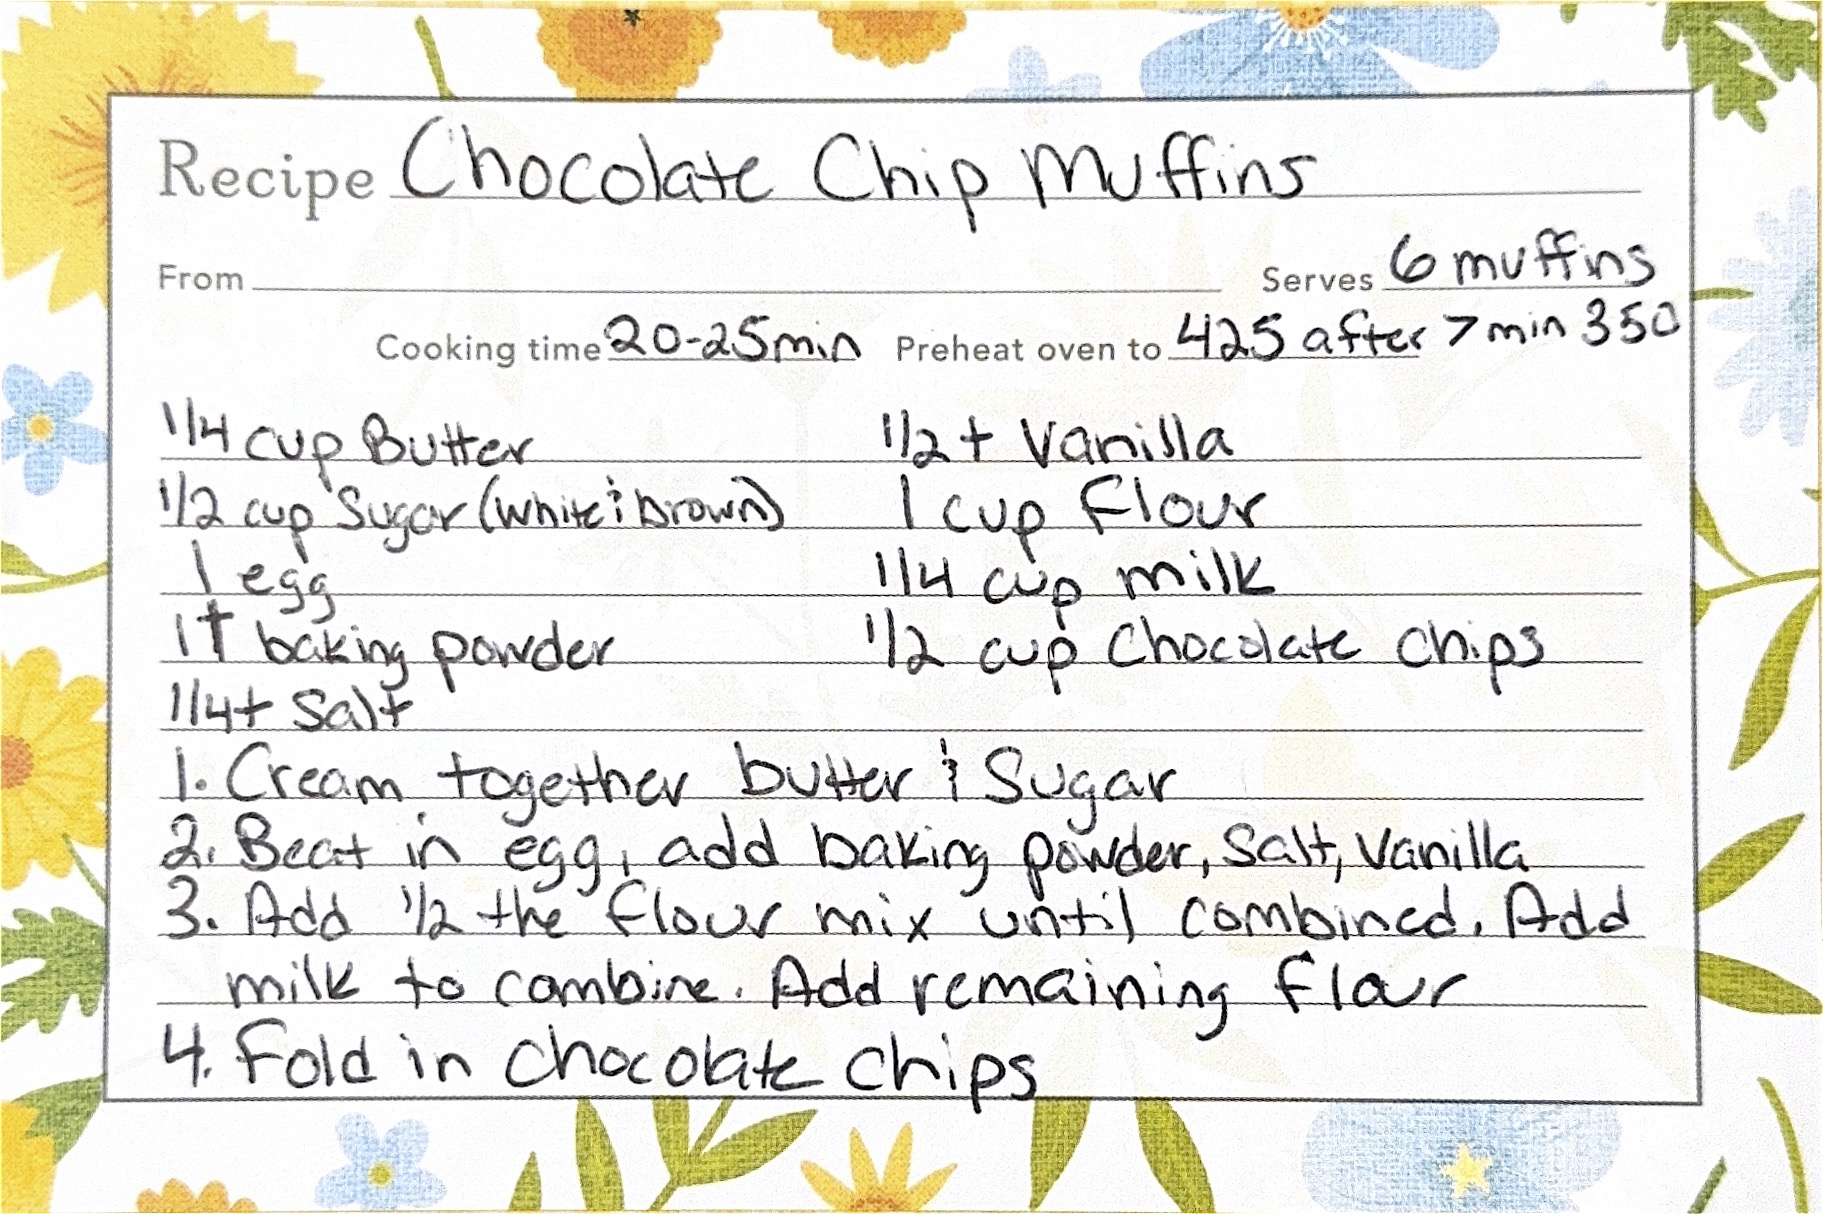 Recipe Chocolate Chip Muffins
From Serves 6 muffins
Cooking time 20-25min Preheat oven to 425 after 7 min 350
1/4 cup Butter 1/2 t Vanilla
1/2 cup Sugar (white & brown) 1 cup Flour
1 egg 1/4 cup milk
1t baking powder 1/2 cup Chocolate Chips
1/4t Salt
1. Cream together butter & Sugar
2. Beat in egg, add baking powder, Salt, Vanilla
3. Add 1/2 the flour mix until combined. Add
milk to combine. Add remaining flour
4. Fold in chocolate chips